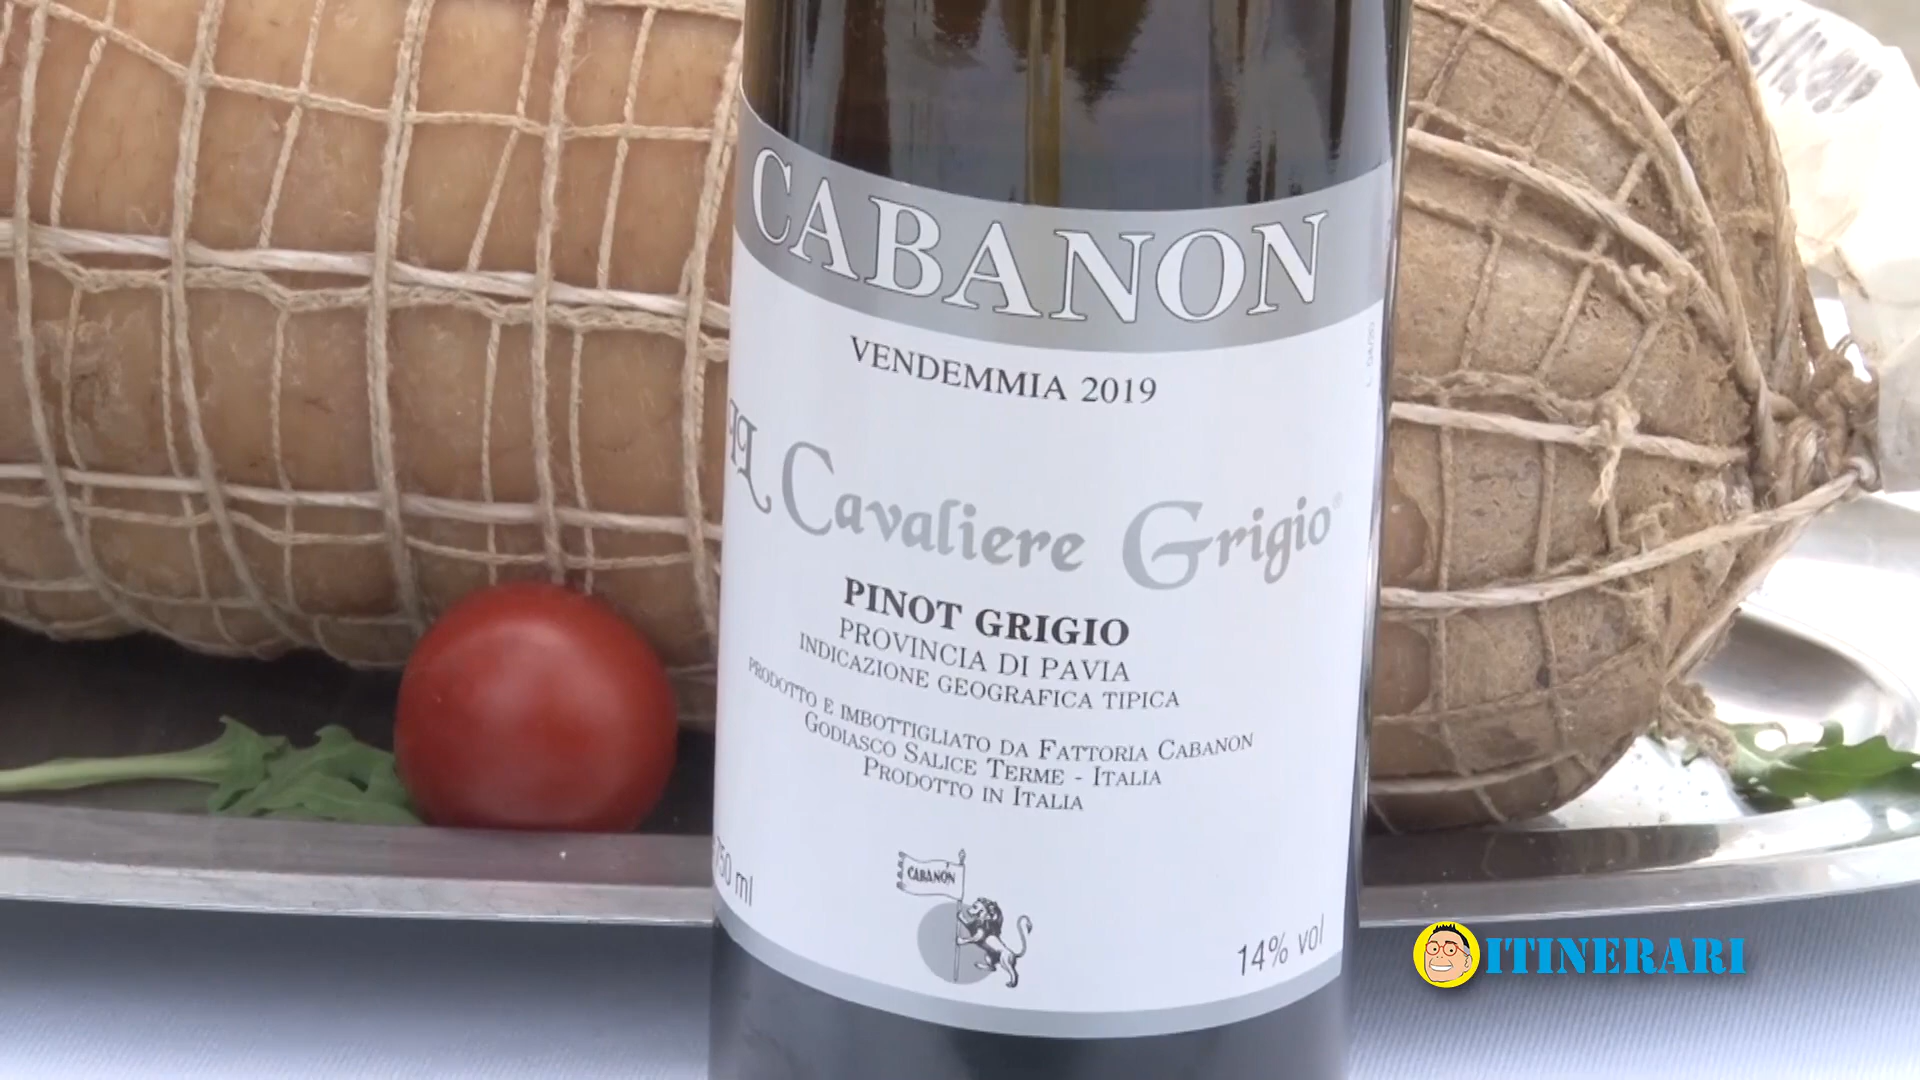 CABANON
VENDEMMIA 2019
IL Cavaliere Grigio®
PINOT GRIGIO
PROVINCIA DI PAVIA
INDICAZIONE GEOGRAFICA TIPICA
PRODOTTO E IMBOTTIGLIATO DA FATTORIA CABANON
GODIASCO SALICE TERME - ITALIA
PRODOTTO IN ITALIA
CABANON
750 ml
14% vol
ITINERARI